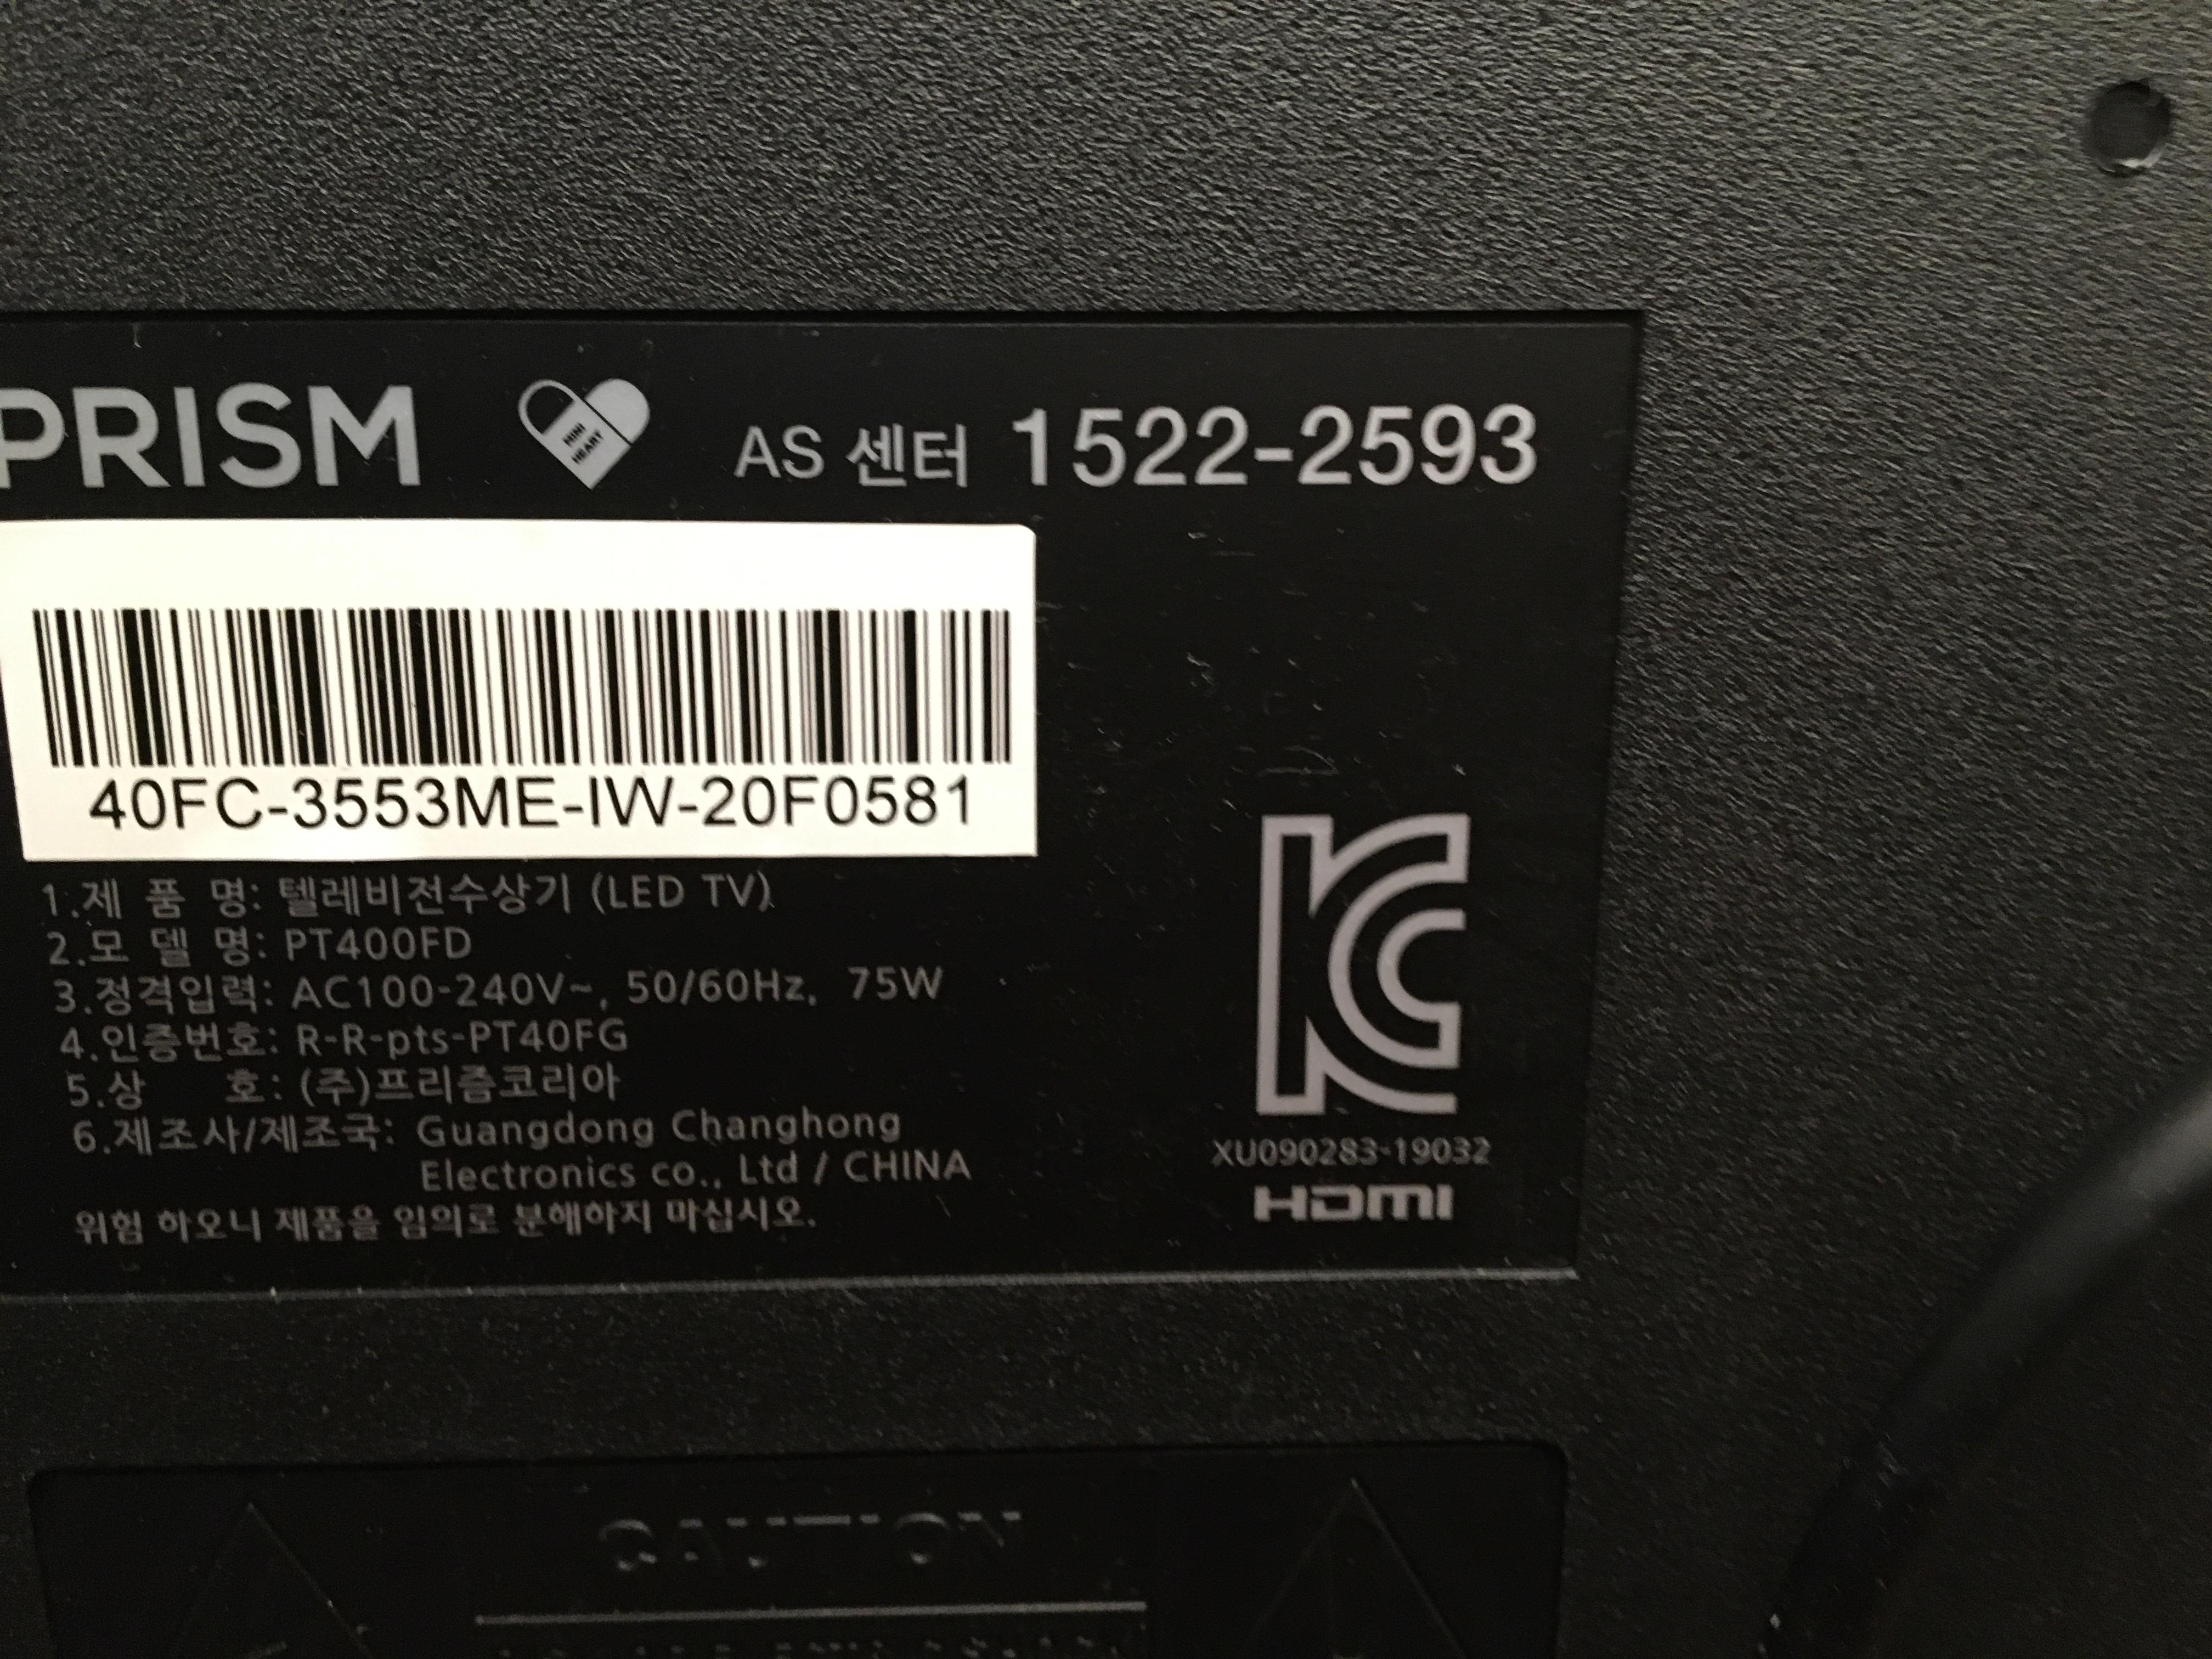 PRISM
MINI HEART
AS 센터 1522-2593
40FC-3553ME-IW-20F0581
1.제 품 명: 텔레비전수상기 (LED TV)
2.모 델 명: PT400FD
3.정격입력: AC100-240V~, 50/60Hz, 75W
4.인증번호: R-R-pts-PT40FG
5.상 호: (주)프리즘코리아
6.제조사/제조국: Guangdong Changhong
Electronics co., Ltd / CHINA
위험 하오니 제품을 임의로 분해하지 마십시오.
KC
XU090283-19032
HDMI
CAUTION